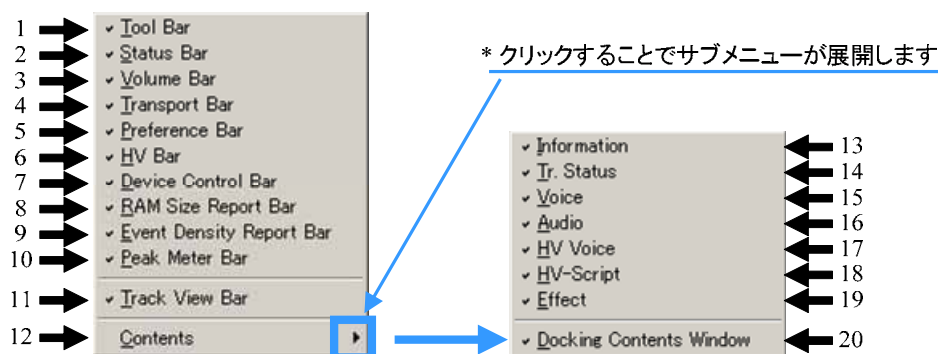 1 ✓ Tool Bar
2 ✓ Status Bar
3 ✓ Volume Bar
4 ✓ Transport Bar
5 ✓ Preference Bar
6 ✓ HV Bar
7 ✓ Device Control Bar
8 ✓ RAM Size Report Bar
9 ✓ Event Density Report Bar
10 ✓ Peak Meter Bar
11 ✓ Track View Bar
12 Contents
* クリックすることでサブメニューが展開します
✓ Information 13
✓ Tr. Status 14
✓ Voice 15
✓ Audio 16
✓ HV Voice 17
✓ HV-Script 18
✓ Effect 19
✓ Docking Contents Window 20